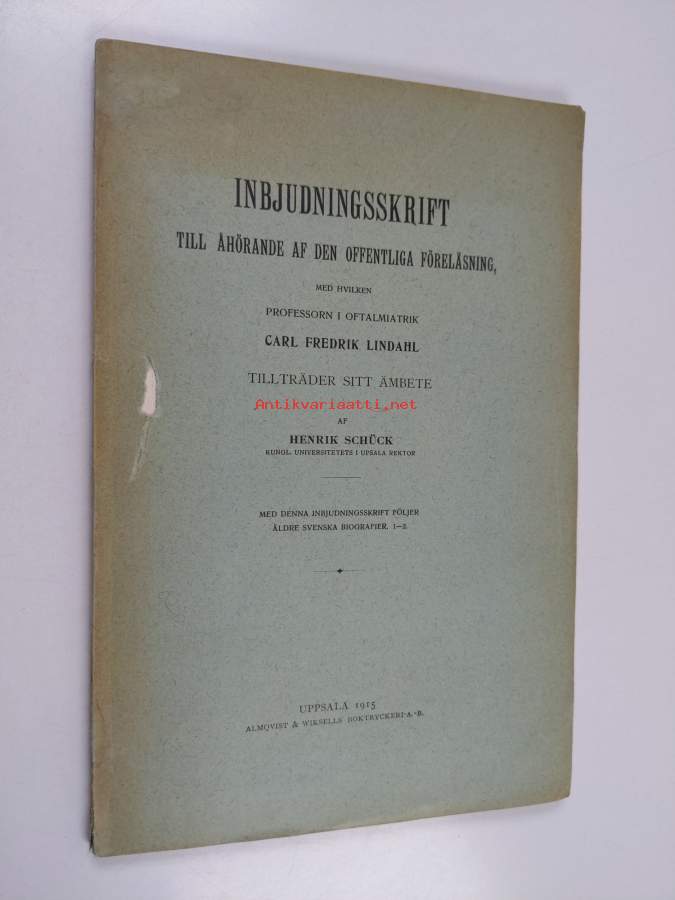 INBJUDNINGSSKRIFT
TILL ÅHÖRANDE AF DEN OFFENTLIGA FÖRELÄSNING,
MED HVILKEN
PROFESSORN I OFTALMIATRIK
CARL FREDRIK LINDAHL
TILLTRÄDER SITT ÄMBETE
Antikvariaatti.net
AF
HENRIK SCHÜCK
KUNGL. UNIVERSITETETS I UPSALA REKTOR
MED DENNA INBJUDNINGSSKRIFT FÖLJER
ÄLDRE SVENSKA BIOGRAFIER. 1—2.
UPPSALA 1915
ALMQVIST & WIKSELLS BOKTRYCKERI-A.-B.